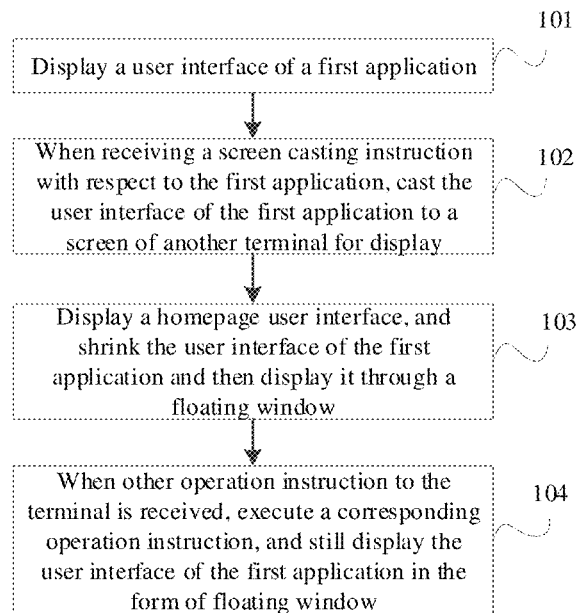 101
Display a user interface of a first application
When receiving a screen casting instruction
with respect to the first application, cast the
user interface of the first application to a
screen of another terminal for display
102
Display a homepage user interface, and
shrink the user interface of the first
application and then display it through a
floating window
103
When other operation instruction to the
terminal is received, execute a corresponding
operation instruction, and still display the
user interface of the first application in the
form of floating window
104